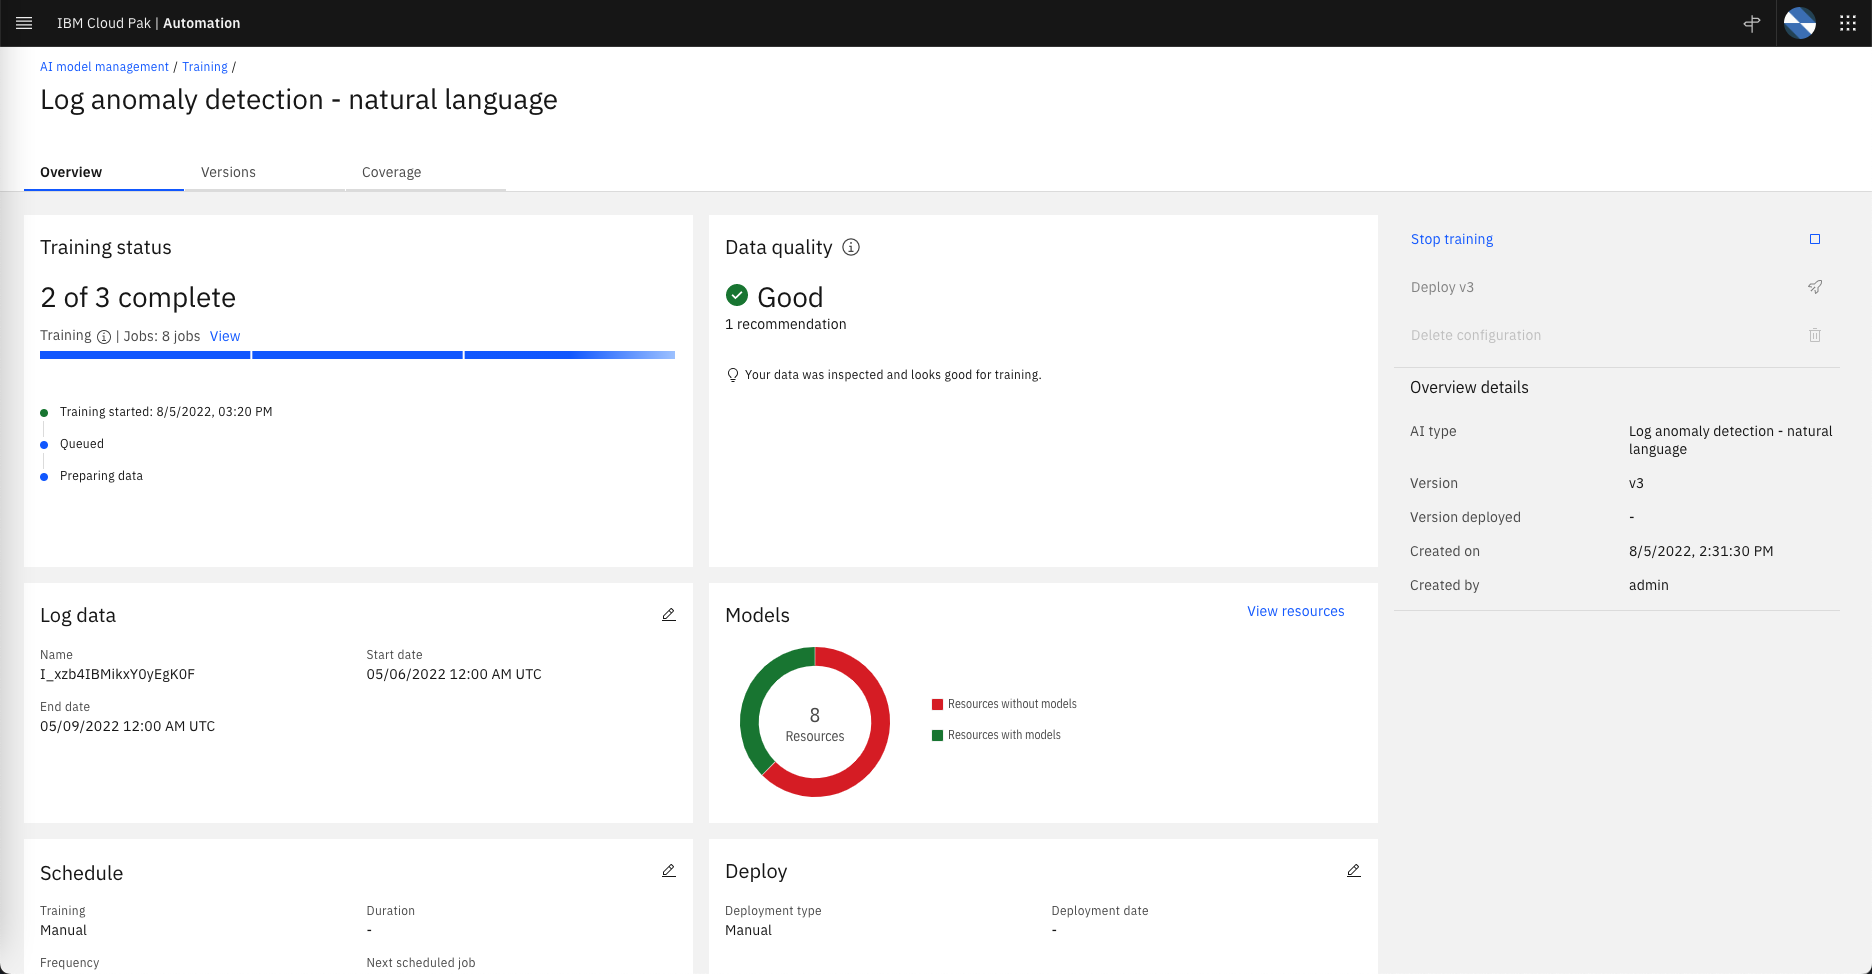 IBM Cloud Pak | Automation
AI model management / Training /
Log anomaly detection - natural language
Overview
Versions
Coverage
Training status
2 of 3 complete
Training | Jobs: 8 jobs View
Training started: 8/5/2022, 03:20 PM
Queued
Preparing data
Data quality
Good
1 recommendation
Your data was inspected and looks good for training.
Stop training
Deploy v3
Delete configuration
Overview details
AI type
Log anomaly detection - natural
language
Version
v3
Version deployed
-
Created on
8/5/2022, 2:31:30 PM
Created by
admin
Log data
Name
I_xzb4IBMikxY0yEgK0F
Start date
05/06/2022 12:00 AM UTC
End date
05/09/2022 12:00 AM UTC
Models
View resources
8
Resources
Resources without models
Resources with models
Schedule
Training
Manual
Duration
-
Frequency
Next scheduled job
Deploy
Deployment type
Manual
Deployment date
-